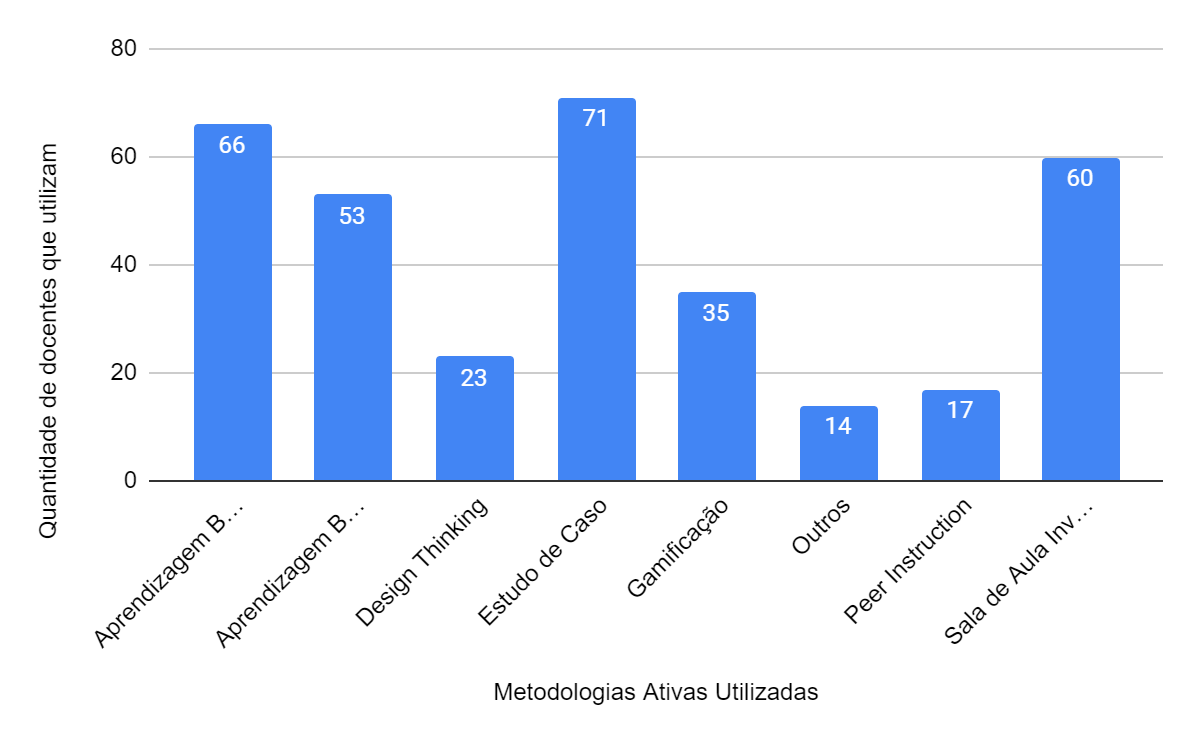 Quantidade de docentes que utilizam
80
60
40
20
0
66
53
23
71
35
14
17
60
Aprendizagem B...
Aprendizagem B...
Design Thinking
Estudo de Caso
Gamificação
Outros
Peer Instruction
Sala de Aula Inv...
Metodologias Ativas Utilizadas